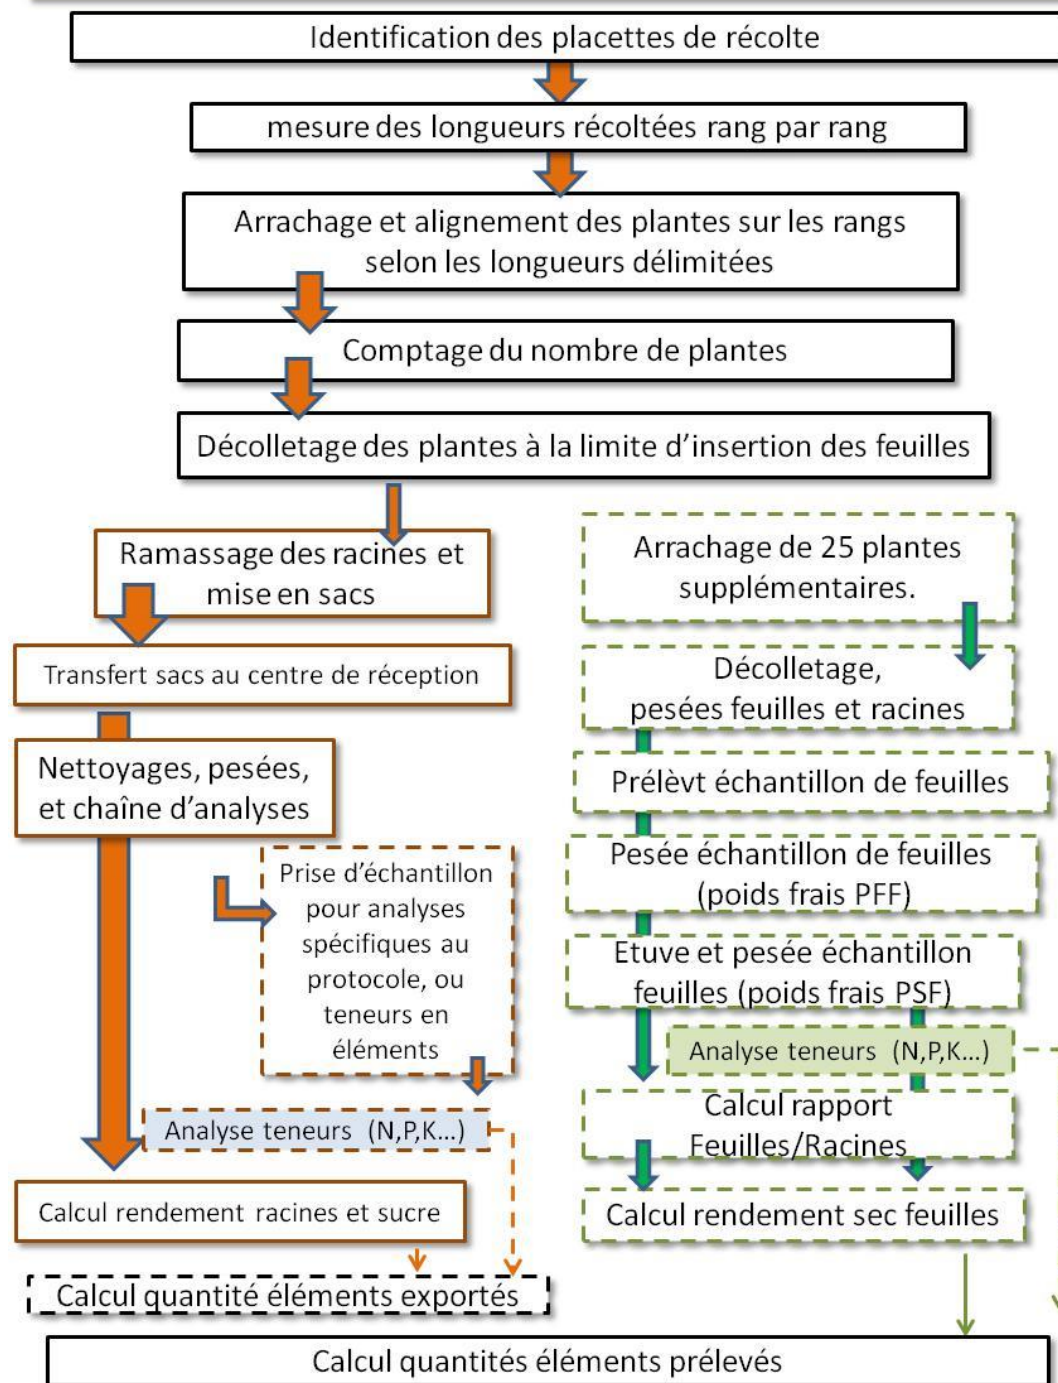 Identification des placettes de récolte
mesure des longueurs récoltées rang par rang
Arrachage et alignement des plantes sur les rangs
selon les longueurs délimitées
Comptage du nombre de plantes
Décolletage des plantes à la limite d'insertion des feuilles
Ramassage des racines et
mise en sacs
Transfert sacs au centre de réception
Nettoyages, pesées,
et chaîne d'analyses
Prise d'échantillon
pour analyses
spécifiques au
protocole, ou
teneurs en
éléments
Analyse teneurs (N,P,K...)
Calcul rendement racines et sucre
Calcul quantité éléments exportés
Arrachage de 25 plantes
supplémentaires.
Décolletage,
pesées feuilles et racines
Prélèvt échantillon de feuilles
Pesée échantillon de feuilles
(poids frais PFF)
Etuve et pesée échantillon
feuilles (poids frais PSF)
Analyse teneurs (N,P,K...)
Calcul rapport
Feuilles/Racines
Calcul rendement sec feuilles
Calcul quantités éléments prélevés